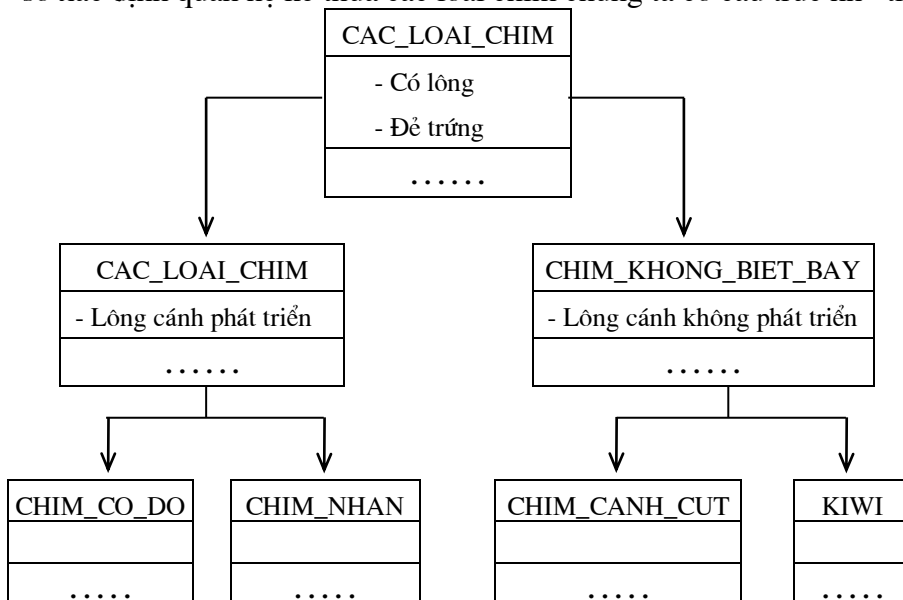 CAC_LOAI_CHIM
- Có lông
- Đẻ trứng
......
CAC_LOAI_CHIM
- Lông cánh phát triển
......
CHIM_KHONG_BIET_BAY
- Lông cánh không phát triển
......
CHIM_CO_DO
.....
CHIM_NHAN
.....
CHIM_CANH_CUT
.....
KIWI
.....